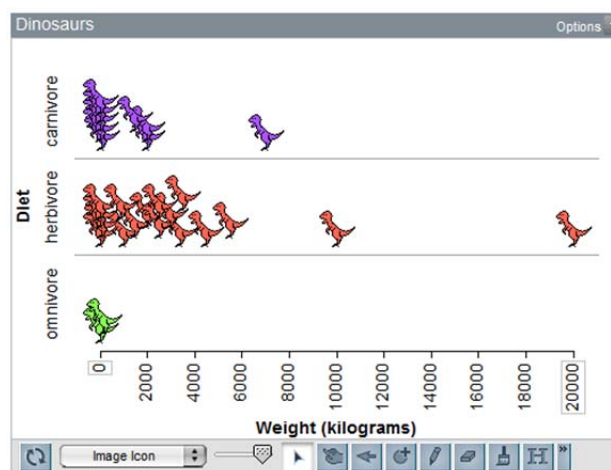 Dinosaurs
Options
Diet
carnivore
herbivore
omnivore
0
2000
4000
6000
8000
10000
12000
14000
16000
18000
20000
Weight (kilograms)
Image Icon
»